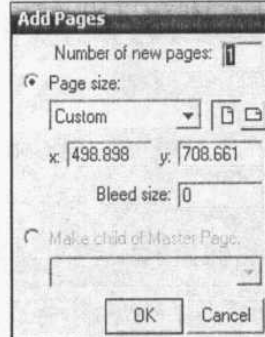 Add Pages
Number of new pages: 1
Page size:
Custom
x: 498.898 y: 708.661
Bleed size: 0
Make child of Master Page:
OK Cancel